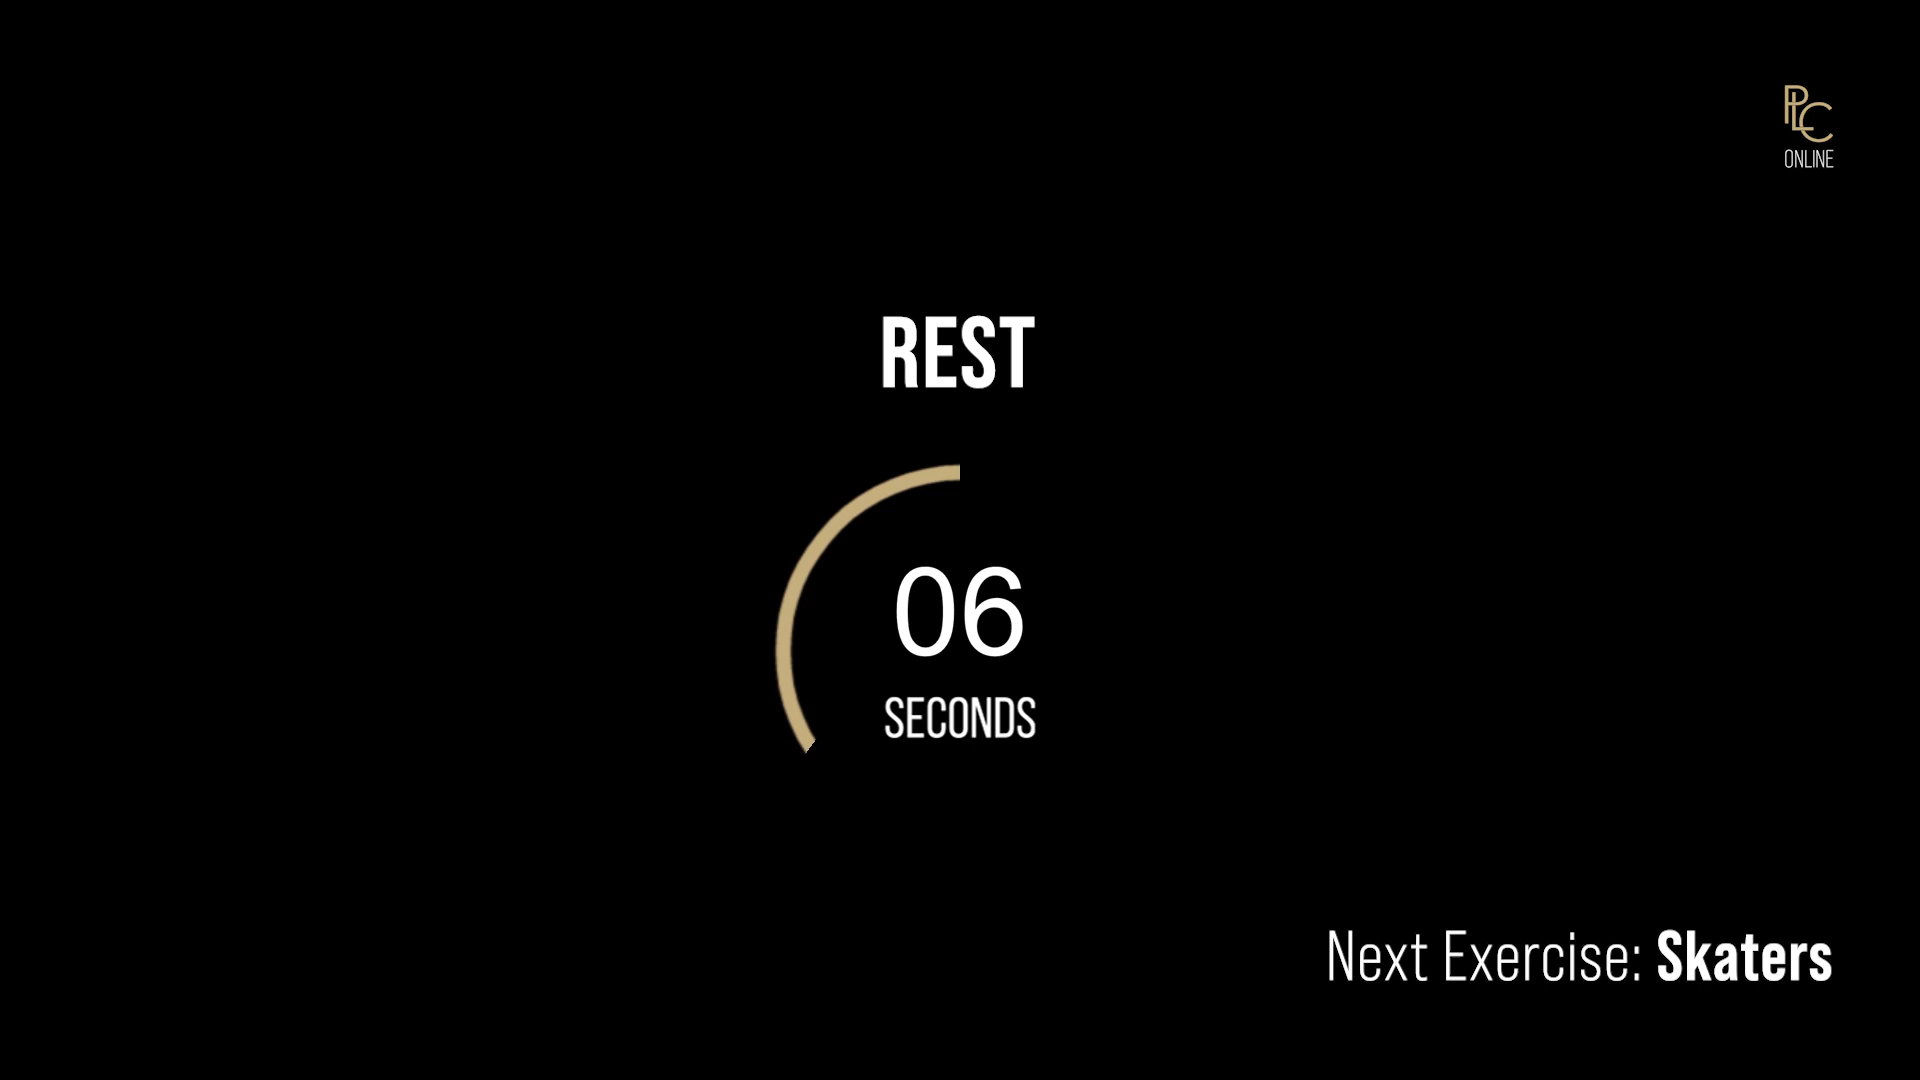 PLC
ONLINE
REST
06
SECONDS
Next Exercise: Skaters